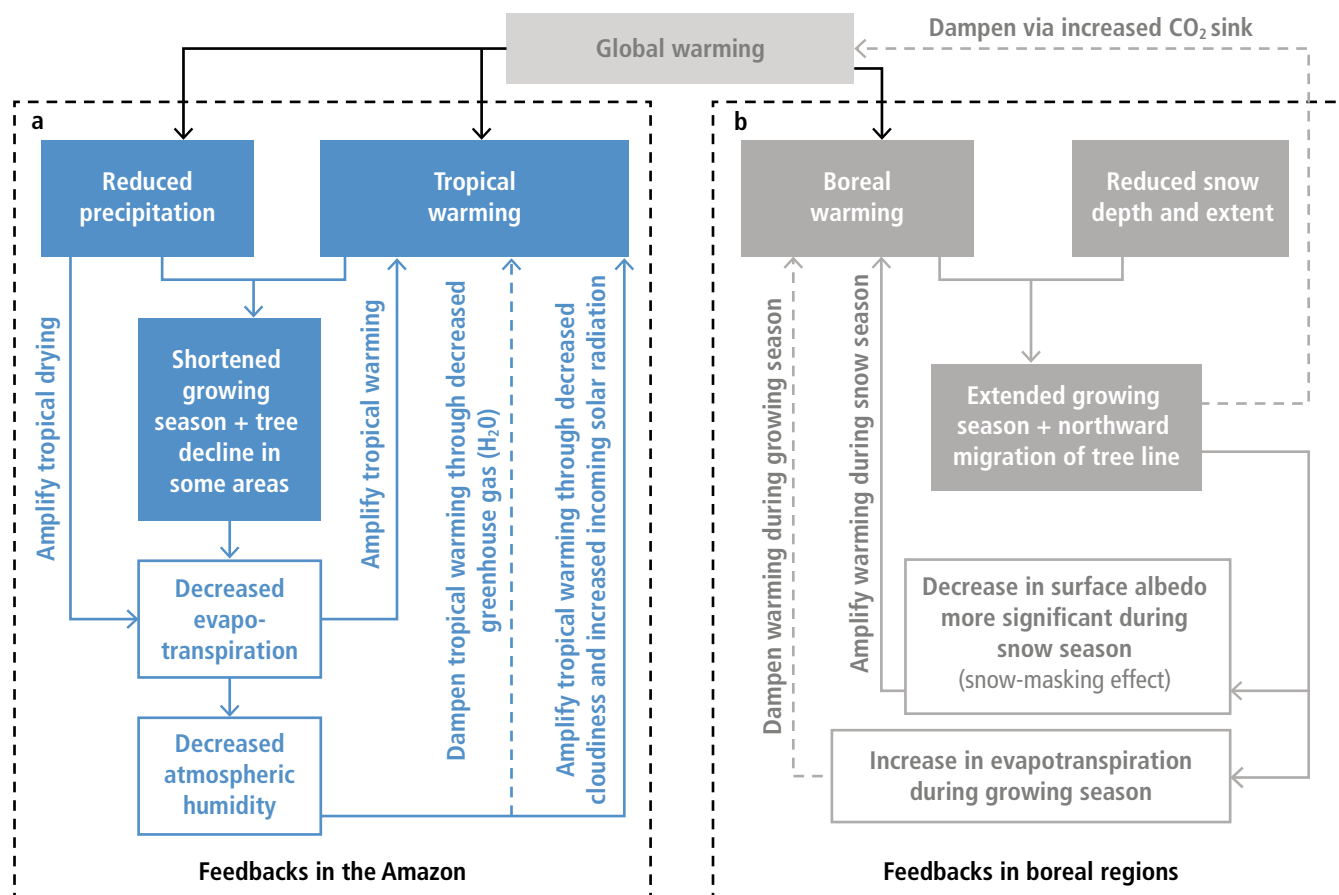 Global warming
Dampen via increased CO₂ sink
a
Reduced
precipitation
Tropical
warming
Amplify tropical drying
Shortened
growing
season + tree
decline in
some areas
Amplify tropical warming
Dampen tropical warming through decreased
greenhouse gas (H₂0)
Amplify tropical warming through decreased
cloudiness and increased incoming solar radiation
Decreased
evapo-
transpiration
Decreased
atmospheric
humidity
Feedbacks in the Amazon
b
Boreal
warming
Reduced snow
depth and extent
Dampen warming during growing season
Amplify warming during snow season
Extended growing
season + northward
migration of tree line
Decrease in surface albedo
more significant during
snow season
(snow-masking effect)
Increase in evapotranspiration
during growing season
Feedbacks in boreal regions